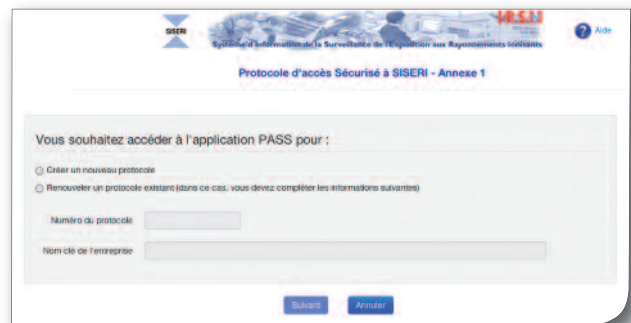 SISERI
I.R.S.N.
Système d'Information de la Surveillance de l'Exposition aux Rayonnements Ionisants
? Aide
Protocole d'accès Sécurisé à SISERI - Annexe 1
Vous souhaitez accéder à l'application PASS pour :
Créer un nouveau protocole
Renouveler un protocole existant (dans ce cas, vous devez compléter les informations suivantes)
Numéro du protocole
Nom clé de l'entreprise
Suivant Annuler